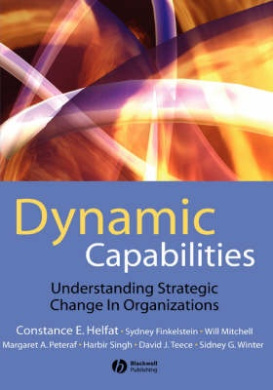 Dynamic
Capabilities
Understanding Strategic
Change In Organizations
Constance E. Helfat · Sydney Finkelstein · Will Mitchell
Margaret A. Peteraf · Harbir Singh · David J. Teece · Sidney G. Winter
Blackwell
Publishing